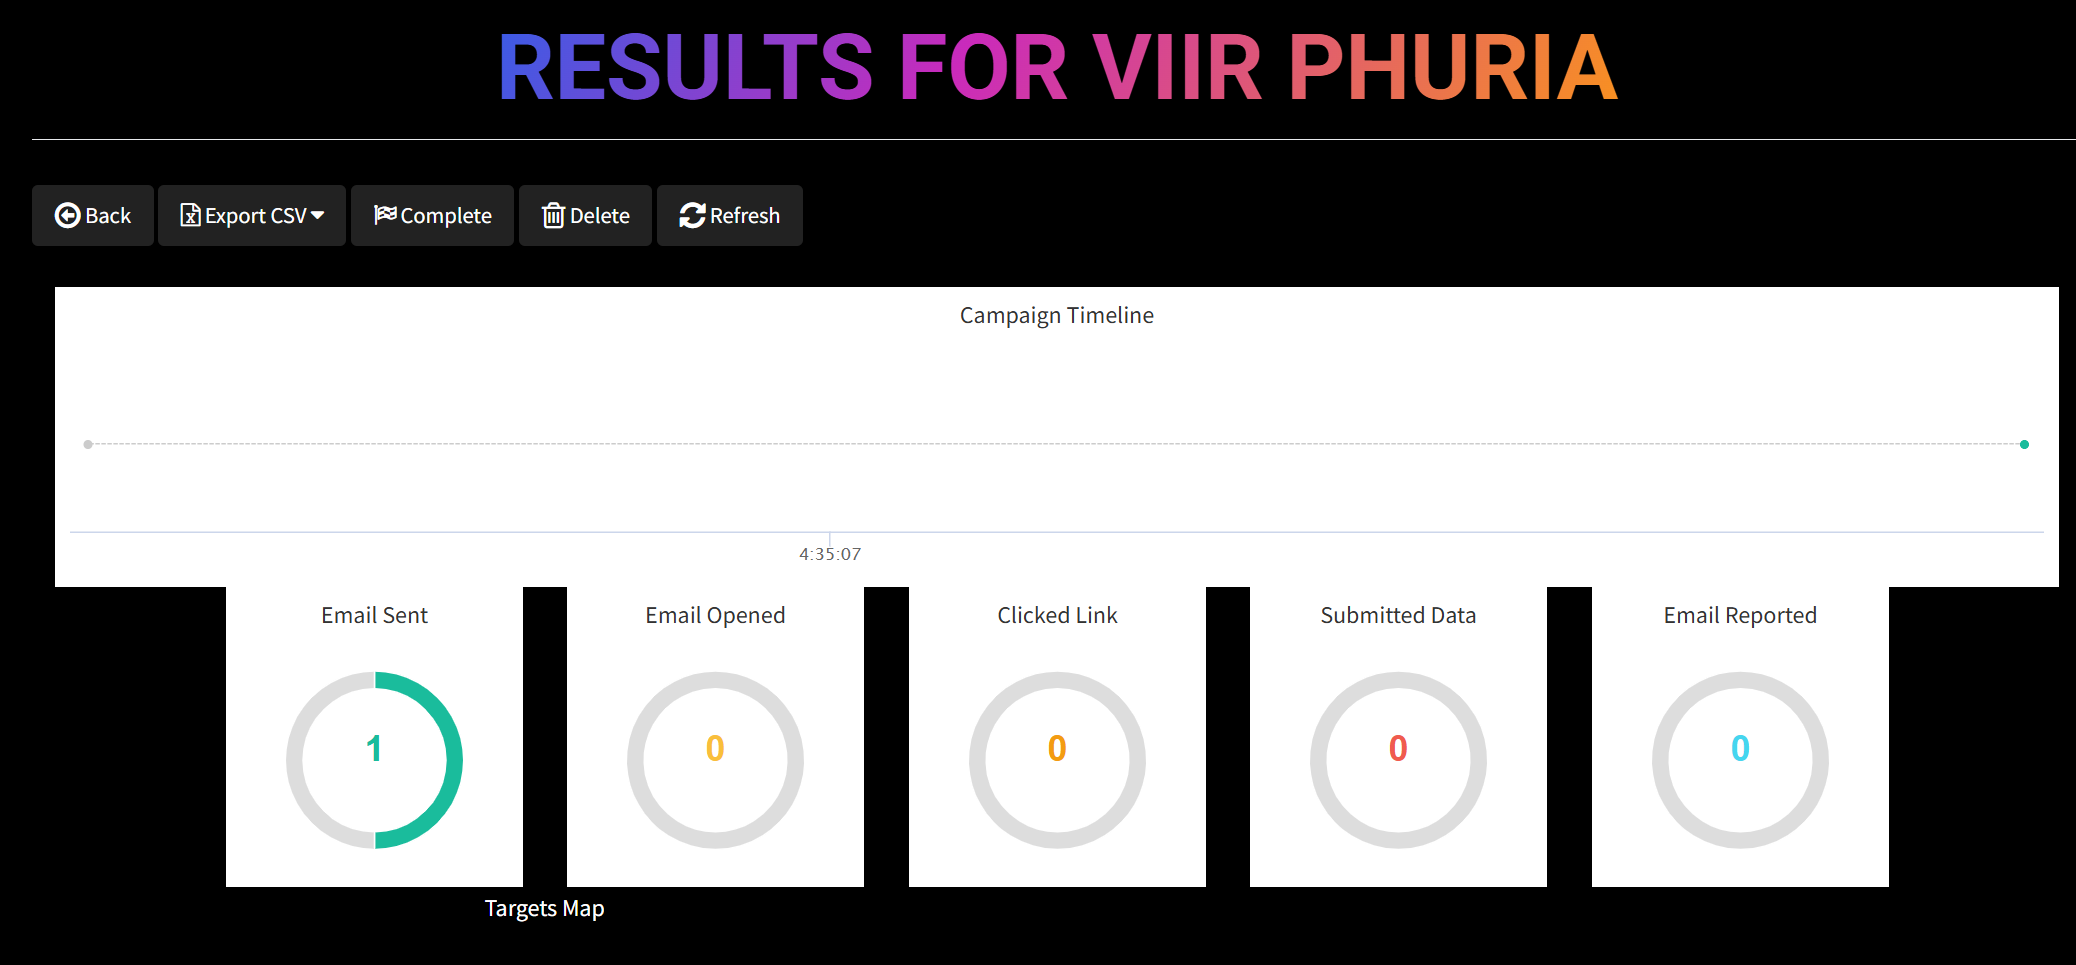 RESULTS FOR VIIR PHURIA
Back Export CSV Complete Delete Refresh
Campaign Timeline
4:35:07
Email Sent Email Opened Clicked Link Submitted Data Email Reported
1 0 0 0 0
Targets Map